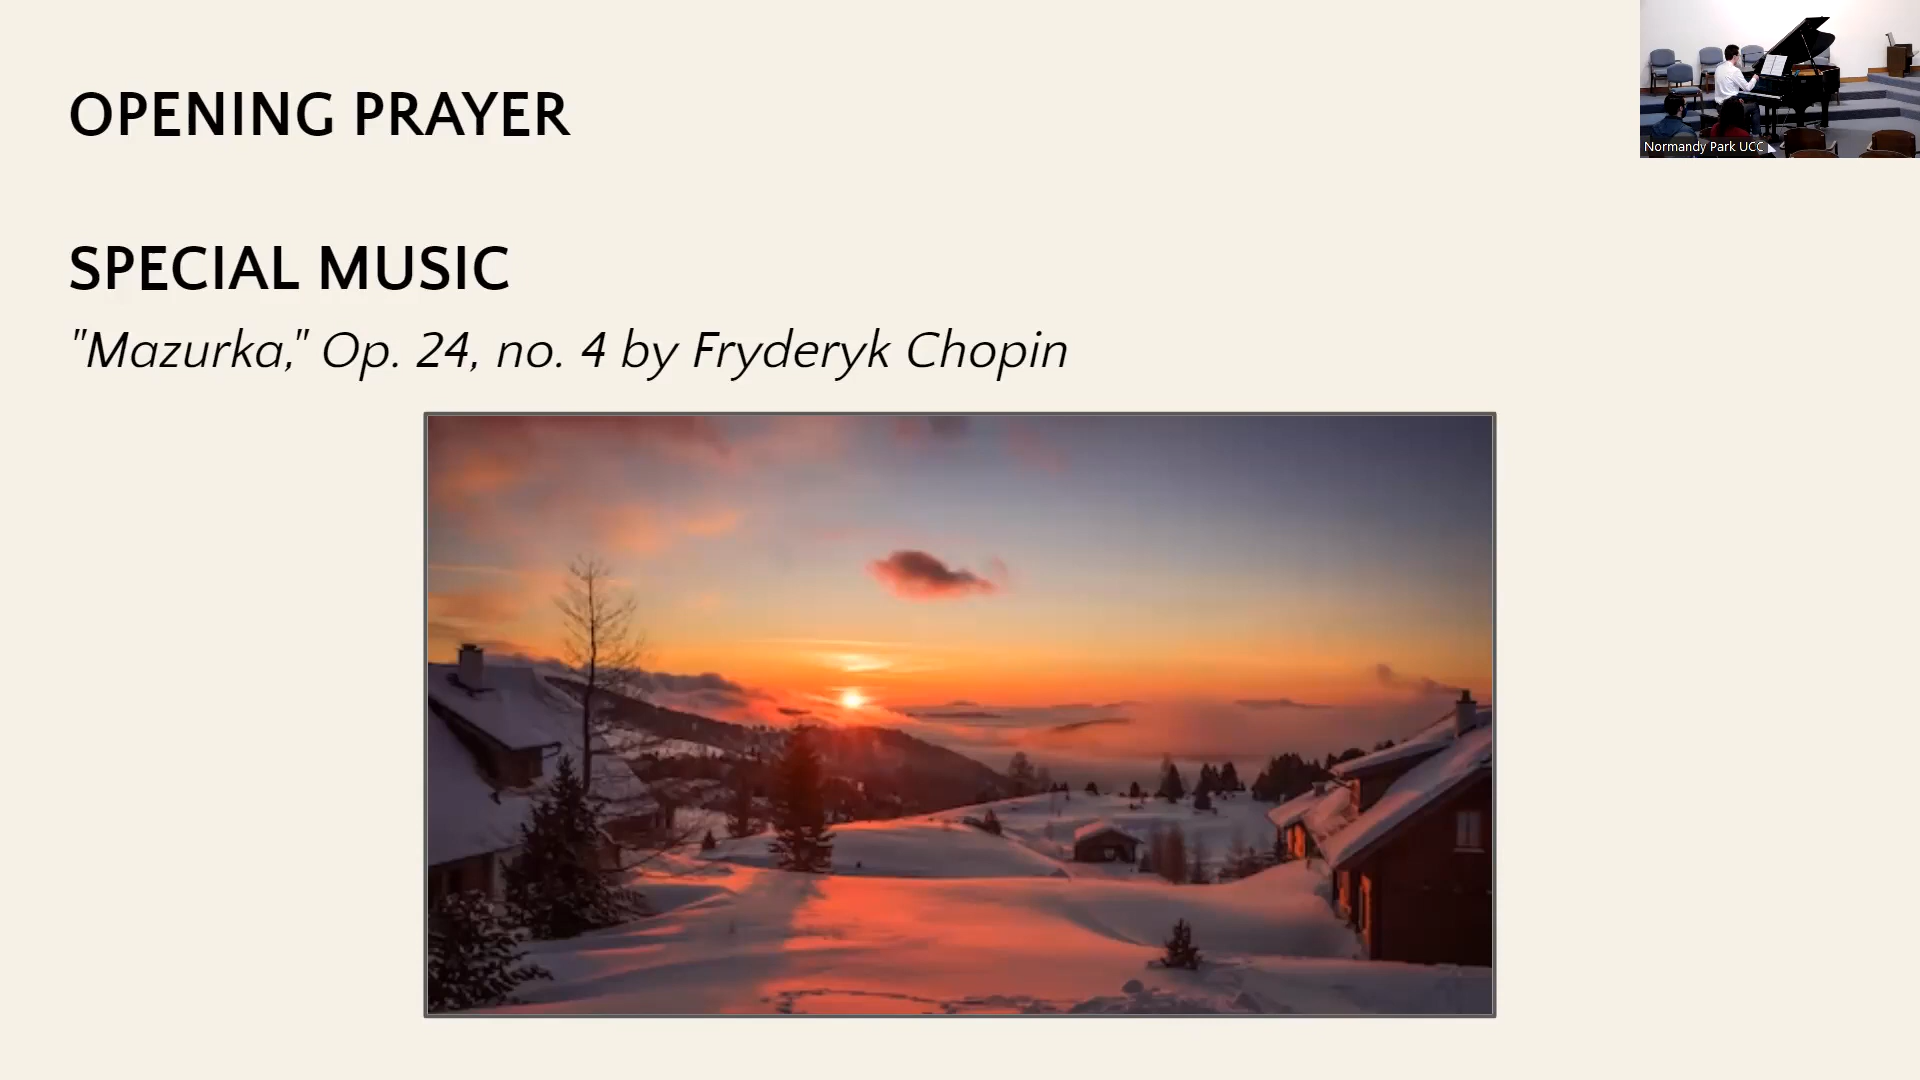 OPENING PRAYER
SPECIAL MUSIC
"Mazurka," Op. 24, no. 4 by Fryderyk Chopin
Normandy Park UCC